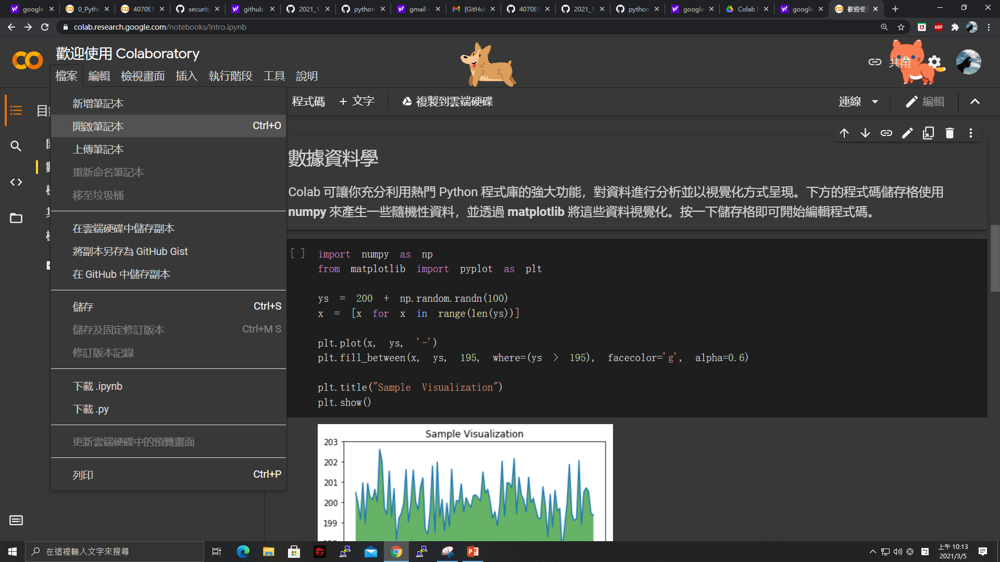 google
0_Pytho
4070E1
security
github
2021_1
python
gmail -
[GitHub
4070E1
2021_1
python
google
Colab N
google
歡迎使用
colab.research.google.com/notebooks/intro.ipynb
ABP
歡迎使用 Colaboratory
共用
檔案 編輯 檢視畫面 插入 執行階段 工具 說明
程式碼 + 文字 複製到雲端硬碟
連線 編輯
新增筆記本
開啟筆記本 Ctrl+O
上傳筆記本
重新命名筆記本
移至垃圾桶
在雲端硬碟中儲存副本
將副本另存為 GitHub Gist
在 GitHub 中儲存副本
儲存 Ctrl+S
儲存及固定修訂版本 Ctrl+M S
修訂版本記錄
下載 .ipynb
下載 .py
更新雲端硬碟中的預覽畫面
列印 Ctrl+P
數據資料學
Colab 可讓你充分利用熱門 Python 程式庫的強大功能，對資料進行分析並以視覺化方式呈現。下方的程式碼儲存格使用
numpy 來產生一些隨機性資料，並透過 matplotlib 將這些資料視覺化。按一下儲存格即可開始編輯程式碼。
[ ] import numpy as np
from matplotlib import pyplot as plt
ys = 200 + np.random.randn(100)
x = [x for x in range(len(ys))]
plt.plot(x, ys, '-')
plt.fill_between(x, ys, 195, where=(ys > 195), facecolor='g', alpha=0.6)
plt.title("Sample Visualization")
plt.show()
Sample Visualization
203
202
201
200
199
在這裡輸入文字來搜尋
上午 10:13
2021/3/5